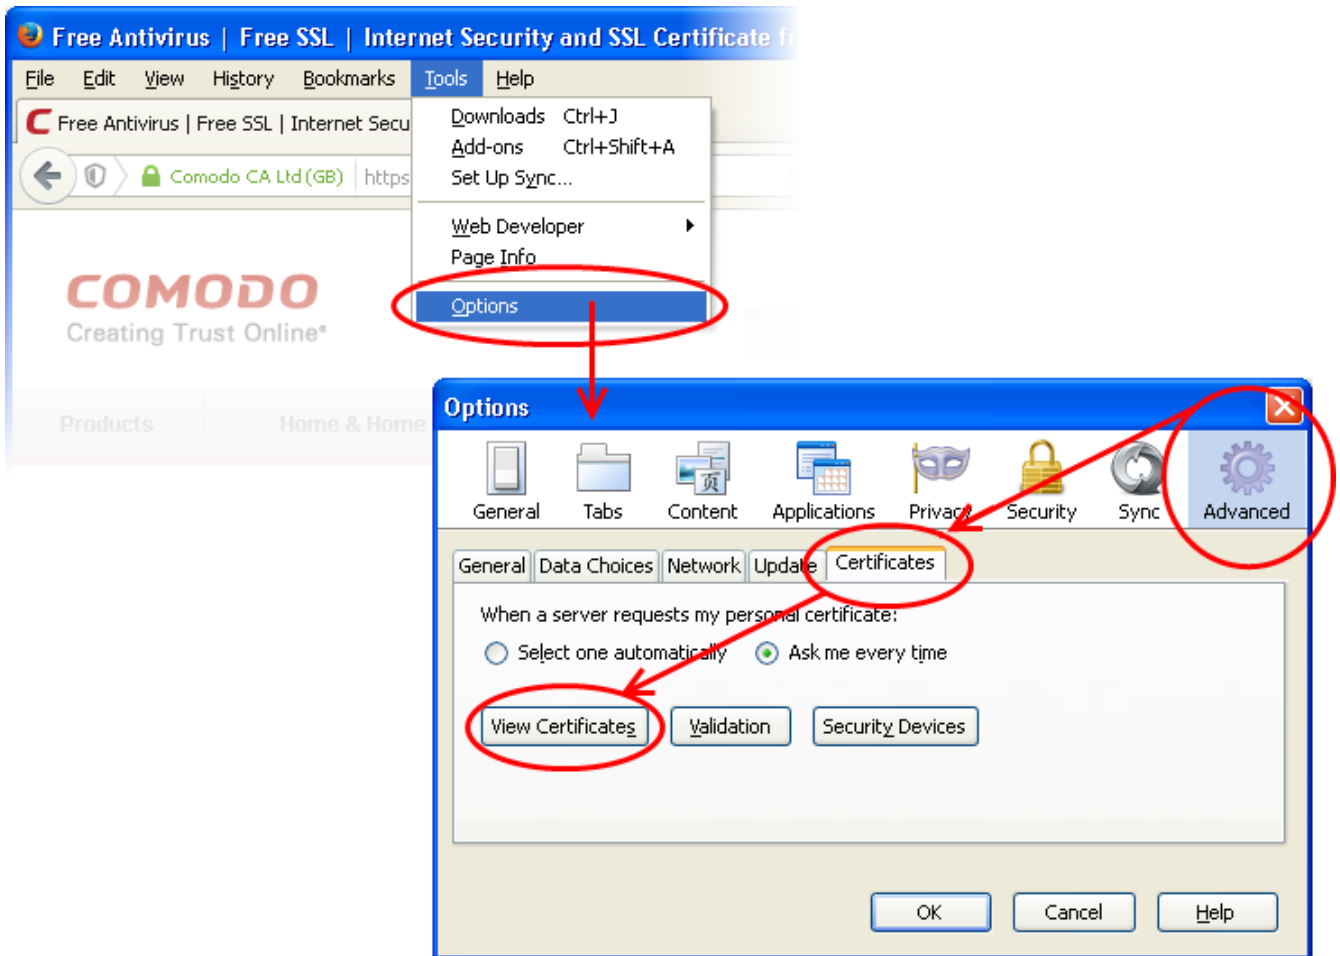 Free Antivirus | Free SSL | Internet Security and SSL Certificate fr
File Edit View History Bookmarks Tools Help
Free Antivirus | Free SSL | Internet Secu
Comodo CA Ltd (GB) https
Downloads Ctrl+J
Add-ons Ctrl+Shift+A
Set Up Sync...
Web Developer
Page Info
Options
COMODO
Creating Trust Online®
Products Home & Home
Options
页
General Tabs Content Applications Privacy Security Sync Advanced
General Data Choices Network Update Certificates
When a server requests my personal certificate:
Select one automatically Ask me every time
View Certificates Validation Security Devices
OK Cancel Help